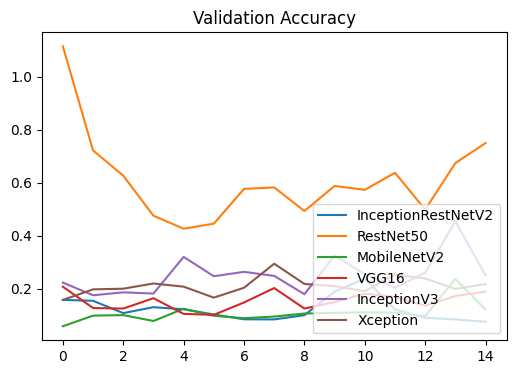 Validation Accuracy
1.0
0.8
0.6
0.4
0.2
InceptionRestNetV2
RestNet50
MobileNetV2
VGG16
InceptionV3
Xception
0 2 4 6 8 10 12 14